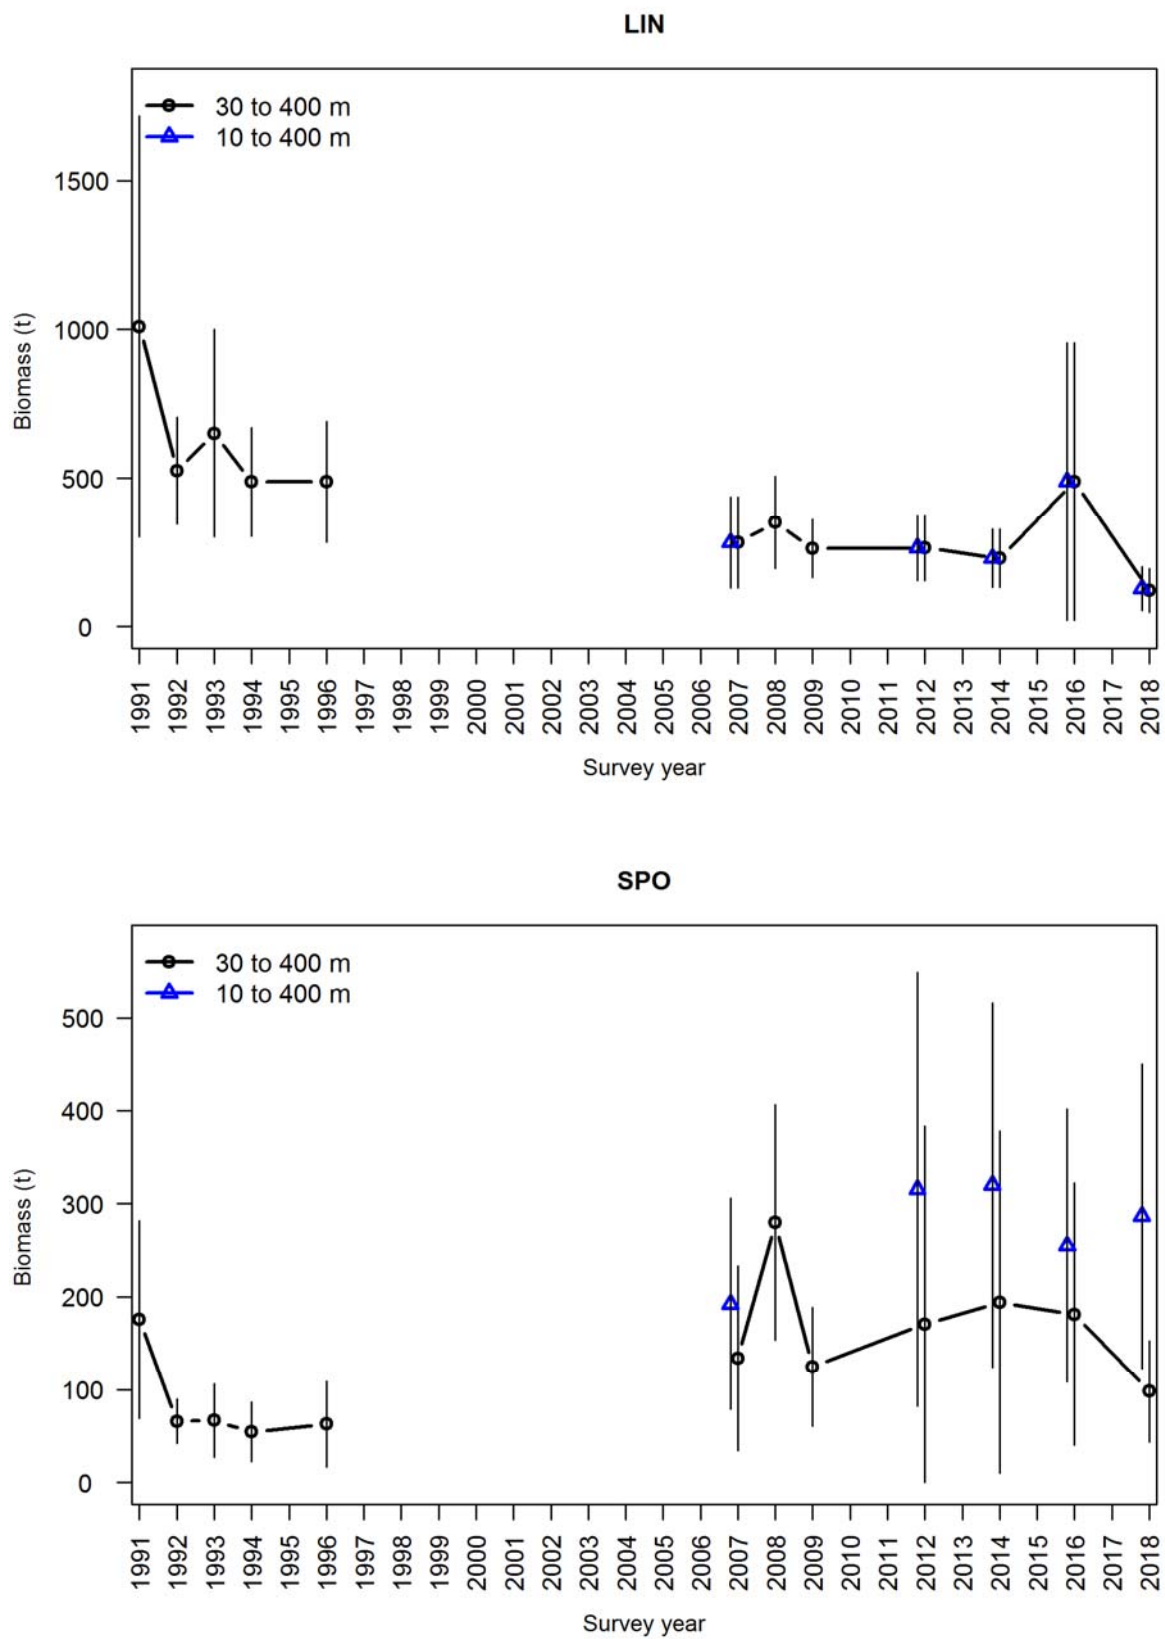 LIN
30 to 400 m
10 to 400 m
1500
1000
500
0
Biomass (t)
1991 1992 1993 1994 1995 1996 1997 1998 1999 2000 2001 2002 2003 2004 2005 2006 2007 2008 2009 2010 2011 2012 2013 2014 2015 2016 2017 2018
Survey year
SPO
30 to 400 m
10 to 400 m
500
400
300
200
100
0
Biomass (t)
1991 1992 1993 1994 1995 1996 1997 1998 1999 2000 2001 2002 2003 2004 2005 2006 2007 2008 2009 2010 2011 2012 2013 2014 2015 2016 2017 2018
Survey year